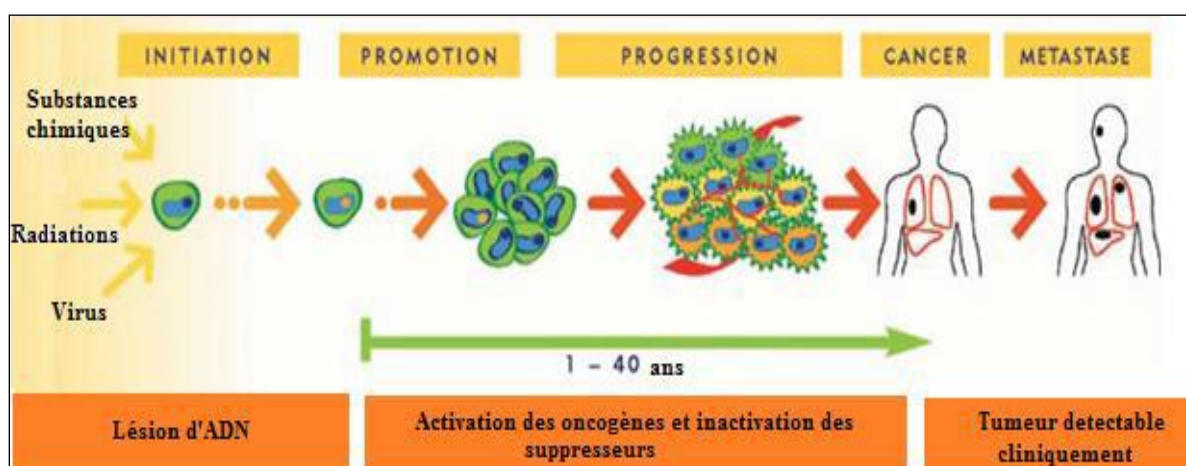 INITIATION
PROMOTION
PROGRESSION
CANCER
METASTASE
Substances
chimiques
Radiations
Virus
1 – 40 ans
Lésion d'ADN
Activation des oncogènes et inactivation des
suppresseurs
Tumeur detectable
cliniquement